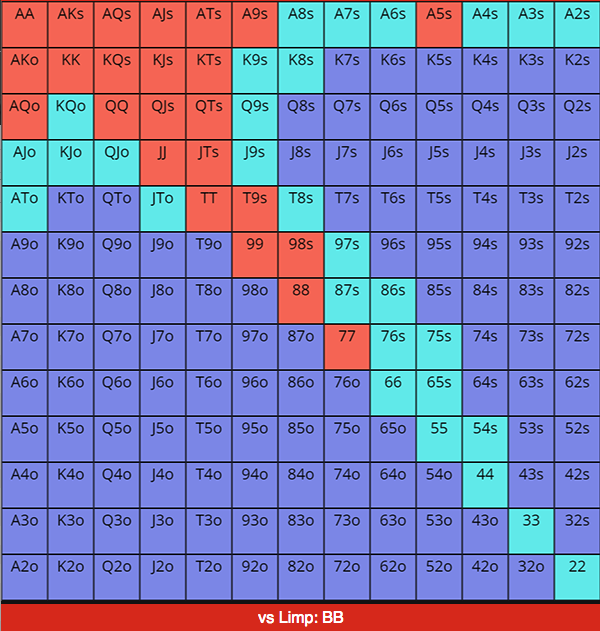 AA AKs AQs AJs ATs A9s A8s A7s A6s A5s A4s A3s A2s
AKo KK KQs KJs KTs K9s K8s K7s K6s K5s K4s K3s K2s
AQo KQo QQ QJs QTs Q9s Q8s Q7s Q6s Q5s Q4s Q3s Q2s
AJo KJo QJo JJ JTs J9s J8s J7s J6s J5s J4s J3s J2s
ATo KTo QTo JTo TT T9s T8s T7s T6s T5s T4s T3s T2s
A9o K9o Q9o J9o T9o 99 98s 97s 96s 95s 94s 93s 92s
A8o K8o Q8o J8o T8o 98o 88 87s 86s 85s 84s 83s 82s
A7o K7o Q7o J7o T7o 97o 87o 77 76s 75s 74s 73s 72s
A6o K6o Q6o J6o T6o 96o 86o 76o 66 65s 64s 63s 62s
A5o K5o Q5o J5o T5o 95o 85o 75o 65o 55 54s 53s 52s
A4o K4o Q4o J4o T4o 94o 84o 74o 64o 54o 44 43s 42s
A3o K3o Q3o J3o T3o 93o 83o 73o 63o 53o 43o 33 32s
A2o K2o Q2o J2o T2o 92o 82o 72o 62o 52o 42o 32o 22
vs Limp: BB